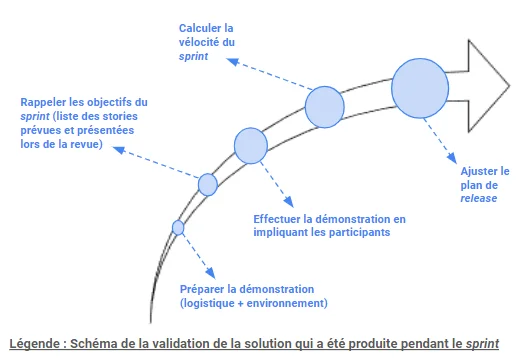 Calculer la
vélocité du
sprint
Rappeler les objectifs du
sprint (liste des stories
prévues et présentées
lors de la revue)
Ajuster le
plan de
release
Effectuer la démonstration en
impliquant les participants
Préparer la démonstration
(logistique + environnement)
Légende : Schéma de la validation de la solution qui a été produite pendant le sprint